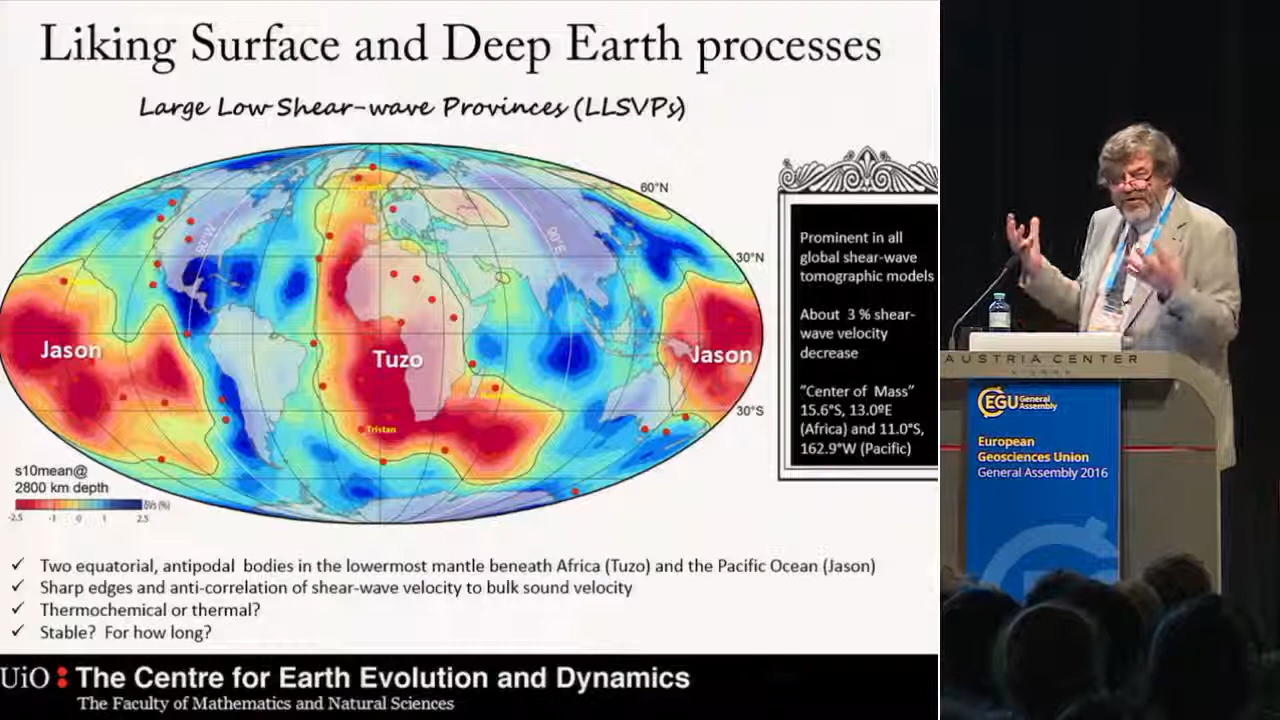 Liking Surface and Deep Earth processes
Large Low Shear-wave Provinces (LLSVPs)
60°N
30°N
30°S
90°W
90°E
Jason
Tuzo
Jason
Tristan
s10mean@
2800 km depth
δVs (%)
-2.5 -1 0 1 2.5
Prominent in all
global shear-wave
tomographic models
About 3 % shear-
wave velocity
decrease
"Center of Mass"
15.6°S, 13.0ºE
(Africa) and 11.0°S,
162.9°W (Pacific)
✓ Two equatorial, antipodal bodies in the lowermost mantle beneath Africa (Tuzo) and the Pacific Ocean (Jason)
✓ Sharp edges and anti-correlation of shear-wave velocity to bulk sound velocity
✓ Thermochemical or thermal?
✓ Stable? For how long?
UiO The Centre for Earth Evolution and Dynamics
The Faculty of Mathematics and Natural Sciences
AUSTRIA CENTER
EGU General
Assembly
European
Geosciences Union
General Assembly 2016